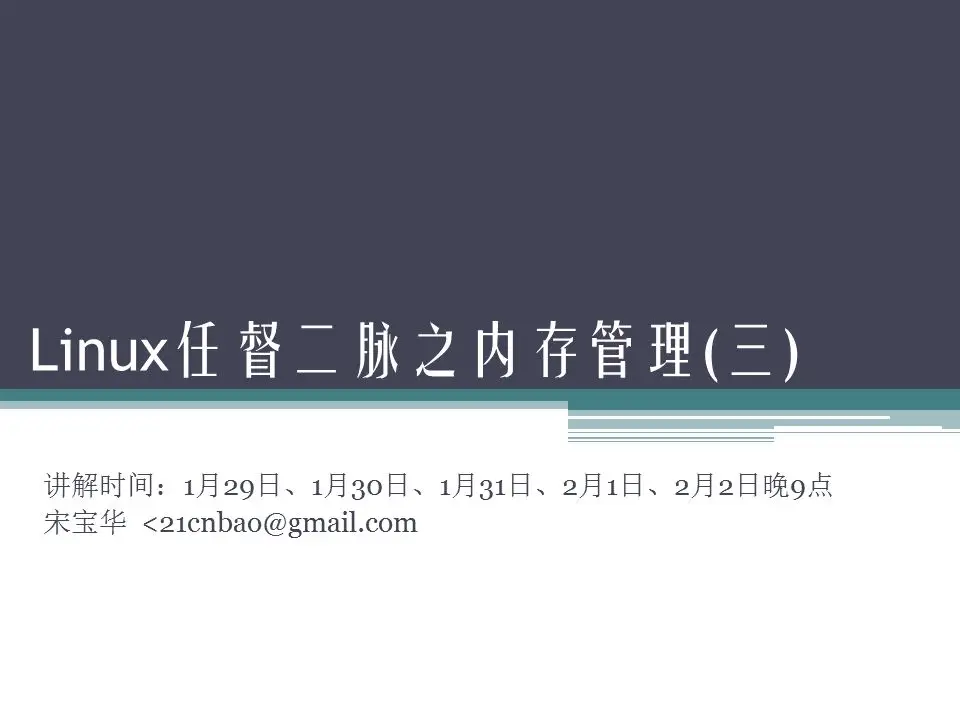 Linux任督二脉之内存管理(三)
讲解时间：1月29日、1月30日、1月31日、2月1日、2月2日晚9点
宋宝华 <21cnbao@gmail.com